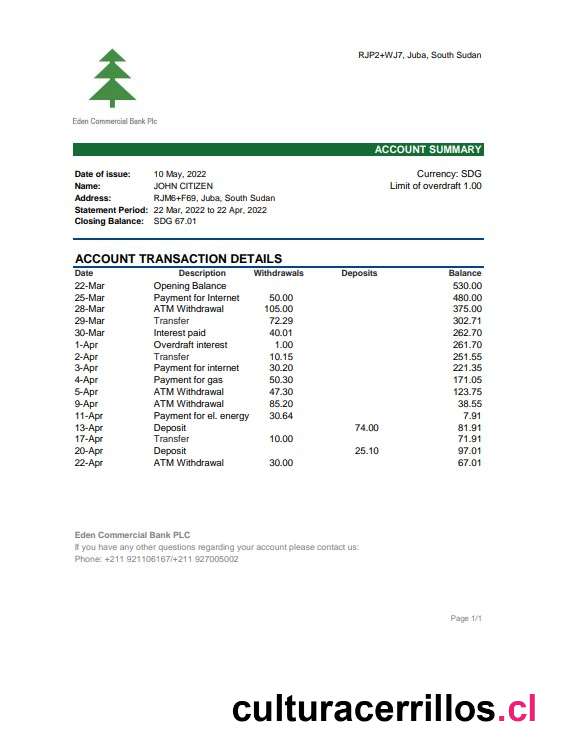 RJP2+WJ7, Juba, South Sudan
Eden Commercial Bank Plc
ACCOUNT SUMMARY
Date of issue: 10 May, 2022 Currency: SDG
Name: JOHN CITIZEN Limit of overdraft 1.00
Address: RJM6+F69, Juba, South Sudan
Statement Period: 22 Mar, 2022 to 22 Apr, 2022
Closing Balance: SDG 67.01
ACCOUNT TRANSACTION DETAILS
Date Description Withdrawals Deposits Balance
22-Mar Opening Balance 530.00
25-Mar Payment for Internet 50.00 480.00
28-Mar ATM Withdrawal 105.00 375.00
29-Mar Transfer 72.29 302.71
30-Mar Interest paid 40.01 262.70
1-Apr Overdraft interest 1.00 261.70
2-Apr Transfer 10.15 251.55
3-Apr Payment for internet 30.20 221.35
4-Apr Payment for gas 50.30 171.05
5-Apr ATM Withdrawal 47.30 123.75
9-Apr ATM Withdrawal 85.20 38.55
11-Apr Payment for el. energy 30.64 7.91
13-Apr Deposit 74.00 81.91
17-Apr Transfer 10.00 71.91
20-Apr Deposit 25.10 97.01
22-Apr ATM Withdrawal 30.00 67.01
Eden Commercial Bank PLC
If you have any other questions regarding your account please contact us:
Phone: +211 921106167/+211 927005002
Page 1/1
culturacerrillos.cl